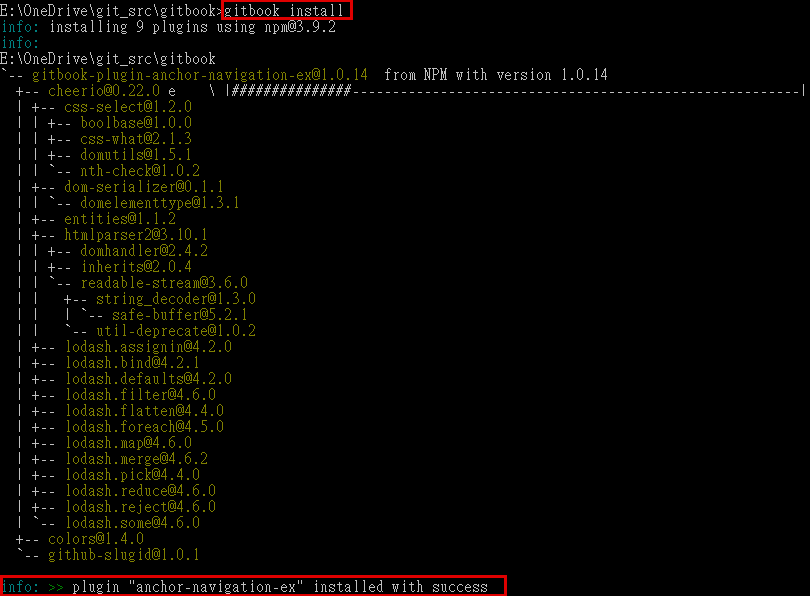 E:\OneDrive\git_src\gitbook>gitbook install
info: installing 9 plugins using npm@3.9.2
info:
E:\OneDrive\git_src\gitbook
`-- gitbook-plugin-anchor-navigation-ex@1.0.14  from NPM with version 1.0.14
  +-- cheerio@0.22.0 e    \ |###############--------------------------------------------------------|
  | +-- css-select@1.2.0
  | | +-- boolbase@1.0.0
  | | +-- css-what@2.1.3
  | | +-- domutils@1.5.1
  | | `-- nth-check@1.0.2
  | +-- dom-serializer@0.1.1
  | | `-- domelementtype@1.3.1
  | +-- entities@1.1.2
  | +-- htmlparser2@3.10.1
  | | +-- domhandler@2.4.2
  | | +-- inherits@2.0.4
  | | `-- readable-stream@3.6.0
  | |   +-- string_decoder@1.3.0
  | |   | `-- safe-buffer@5.2.1
  | |   `-- util-deprecate@1.0.2
  | +-- lodash.assignin@4.2.0
  | +-- lodash.bind@4.2.1
  | +-- lodash.defaults@4.2.0
  | +-- lodash.filter@4.6.0
  | +-- lodash.flatten@4.4.0
  | +-- lodash.foreach@4.5.0
  | +-- lodash.map@4.6.0
  | +-- lodash.merge@4.6.2
  | +-- lodash.pick@4.4.0
  | +-- lodash.reduce@4.6.0
  | +-- lodash.reject@4.6.0
  | `-- lodash.some@4.6.0
  +-- colors@1.4.0
  `-- github-slugid@1.0.1
info: >> plugin "anchor-navigation-ex" installed with success